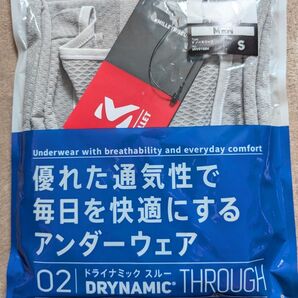 S
Underwear with breathability and everyday comfort
優れた通気性で
毎日を快適にする
アンダーウェア
02 ドライナミック スルー
DRYNAMIC® THROUGH